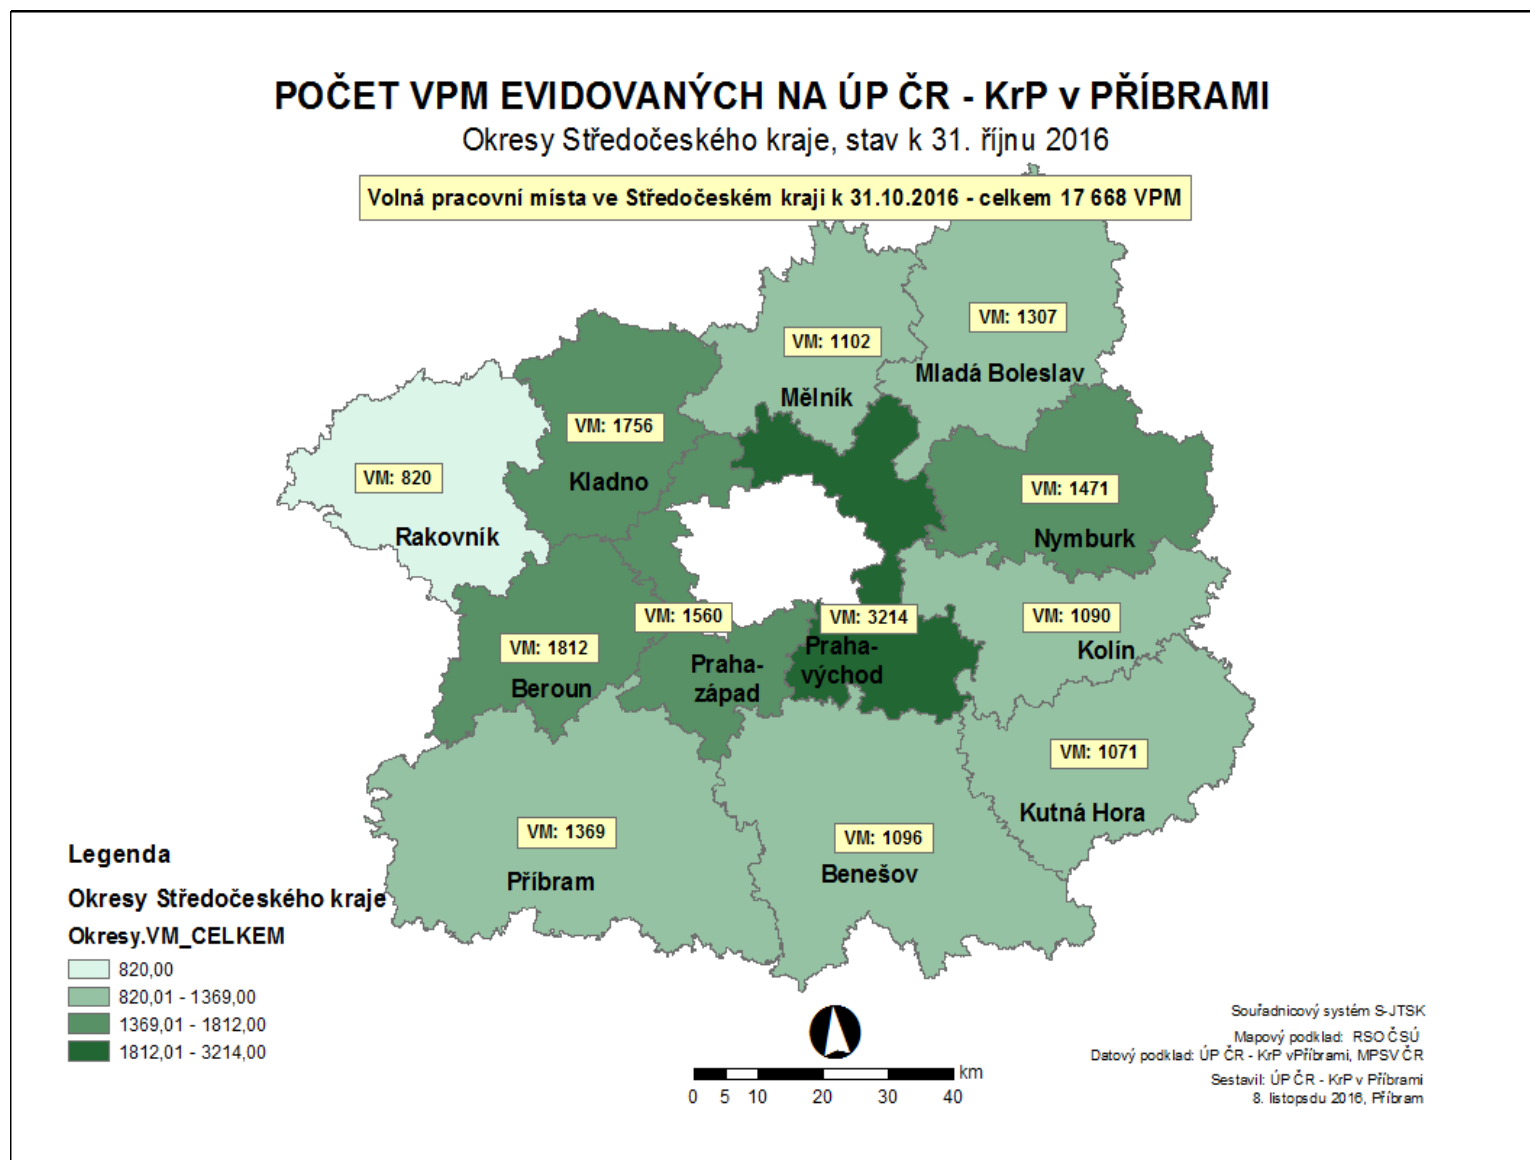 POČET VPM EVIDOVANÝCH NA ÚP ČR - KrP v PŘÍBRAMI
Okresy Středočeského kraje, stav k 31. říjnu 2016
Volná pracovní místa ve Středočeském kraji k 31.10.2016 - celkem 17 668 VPM
VM: 1307
Mladá Boleslav
VM: 1102
Mělník
VM: 1756
Kladno
VM: 820
Rakovník
VM: 1471
Nymburk
VM: 1560
Praha-
západ
VM: 3214
Praha-
východ
VM: 1090
Kolín
VM: 1812
Beroun
VM: 1071
Kutná Hora
VM: 1369
Příbram
VM: 1096
Benešov
Legenda
Okresy Středočeského kraje
Okresy.VM_CELKEM
820,00
820,01 - 1369,00
1369,01 - 1812,00
1812,01 - 3214,00
km
0 5 10 20 30 40
Souřadnicový systém S-JTSK
Mapový podklad: RSO ČSÚ
Datový podklad: ÚP ČR - KrP vPříbrami, MPSV ČR
Sestavil: ÚP ČR - KrP v Příbrami
8. listopsdu 2016, Příbram